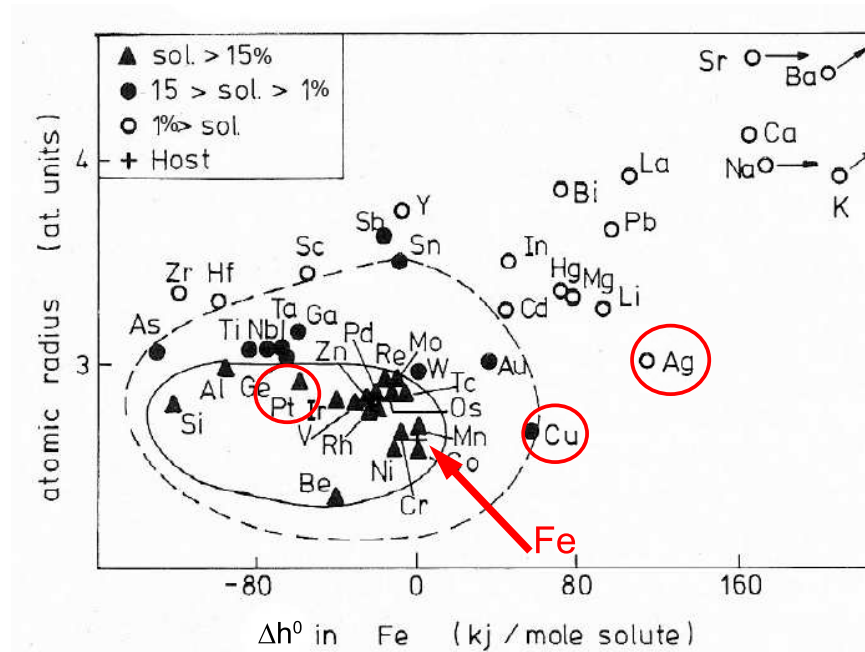 ▲ sol. > 15%
● 15 > sol. > 1%
○ 1% > sol.
+ Host
Sr
Ba
Ca
Na
K
La
Bi
Pb
Y
Sb
Sn
In
Hg
Mg
Cd
Li
Sc
Zr
Hf
As
Ti
Nb
Ta
Ga
Pd
Mo
Re
Zn
W
Au
Ag
Tc
Al
Ge
Pt
Ir
Os
Si
V
Rh
Mn
Cu
Ni
Co
Be
Cr
Fe
4
3
-80
0
80
160
atomic radius (at. units)
Δh⁰ in Fe (kj / mole solute)